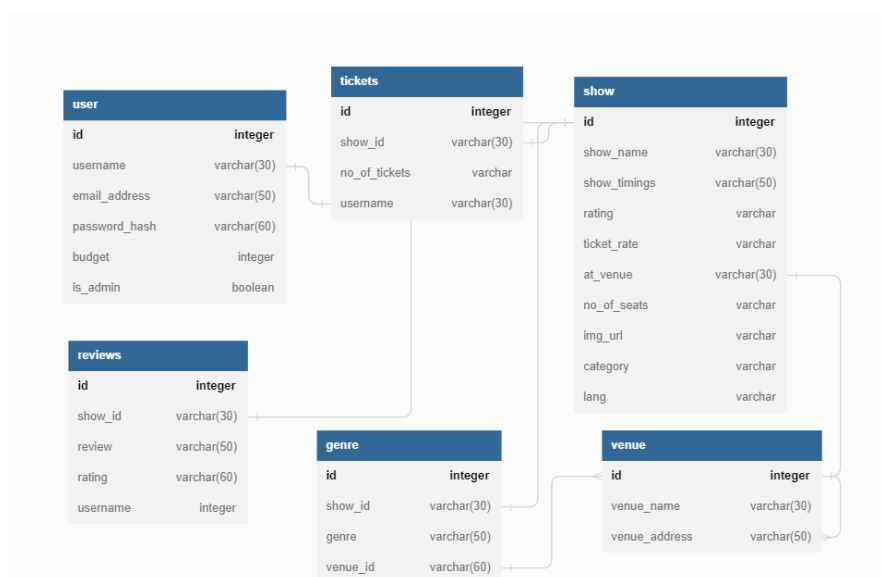 user
id integer
username varchar(30)
email_address varchar(50)
password_hash varchar(60)
budget integer
is_admin boolean
tickets
id integer
show_id varchar(30)
no_of_tickets varchar
username varchar(30)
show
id integer
show_name varchar(30)
show_timings varchar(50)
rating varchar
ticket_rate varchar
at_venue varchar(30)
no_of_seats varchar
img_url varchar
category varchar
lang varchar
reviews
id integer
show_id varchar(30)
review varchar(50)
rating varchar(60)
username integer
genre
id integer
show_id varchar(30)
genre varchar(50)
venue_id varchar(60)
venue
id integer
venue_name varchar(30)
venue_address varchar(50)